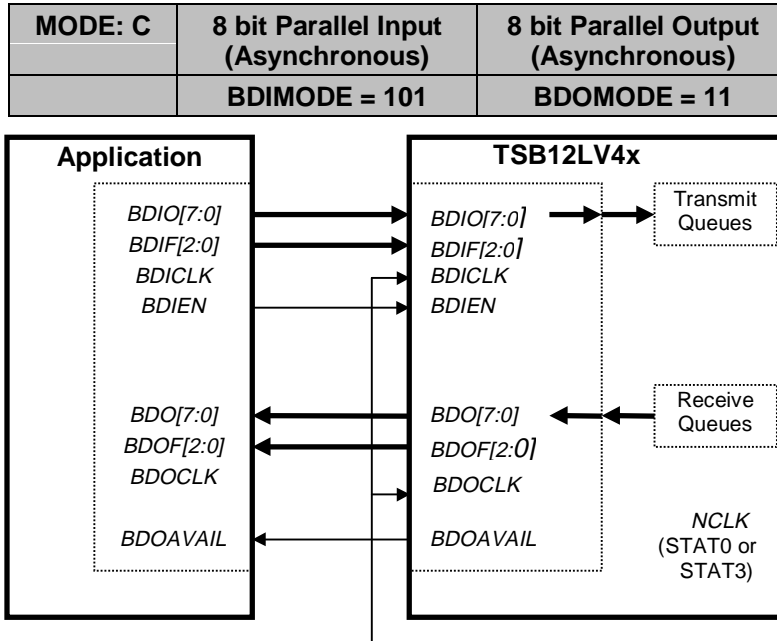 MODE: C
8 bit Parallel Input
(Asynchronous)
8 bit Parallel Output
(Asynchronous)
BDIMODE = 101
BDOMODE = 11
Application
BDIO[7:0]
BDIF[2:0]
BDICLK
BDIEN
BDO[7:0]
BDOF[2:0]
BDOCLK
BDOAVAIL
TSB12LV4x
BDIO[7:0]
BDIF[2:0]
BDICLK
BDIEN
BDO[7:0]
BDOF[2:0]
BDOCLK
BDOAVAIL
Transmit
Queues
Receive
Queues
NCLK
(STAT0 or
STAT3)